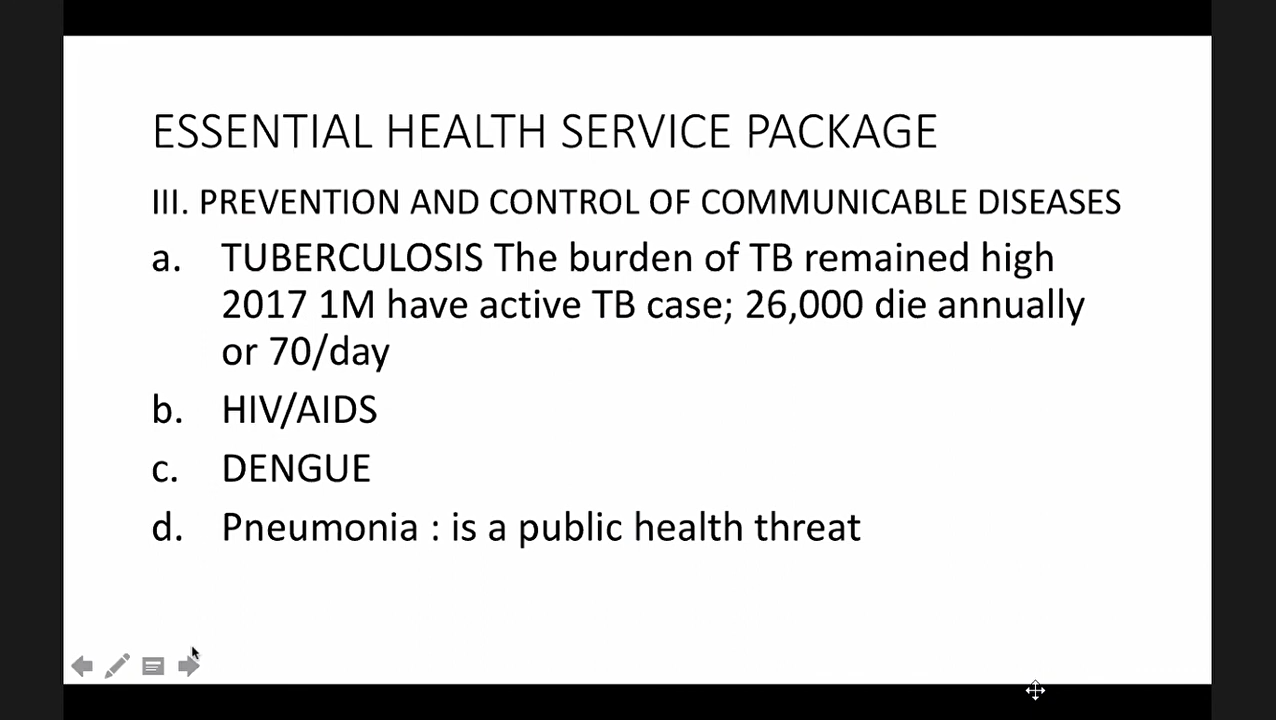 ESSENTIAL HEALTH SERVICE PACKAGE
III. PREVENTION AND CONTROL OF COMMUNICABLE DISEASES
a. TUBERCULOSIS The burden of TB remained high
2017 1M have active TB case; 26,000 die annually
or 70/day
b. HIV/AIDS
c. DENGUE
d. Pneumonia : is a public health threat